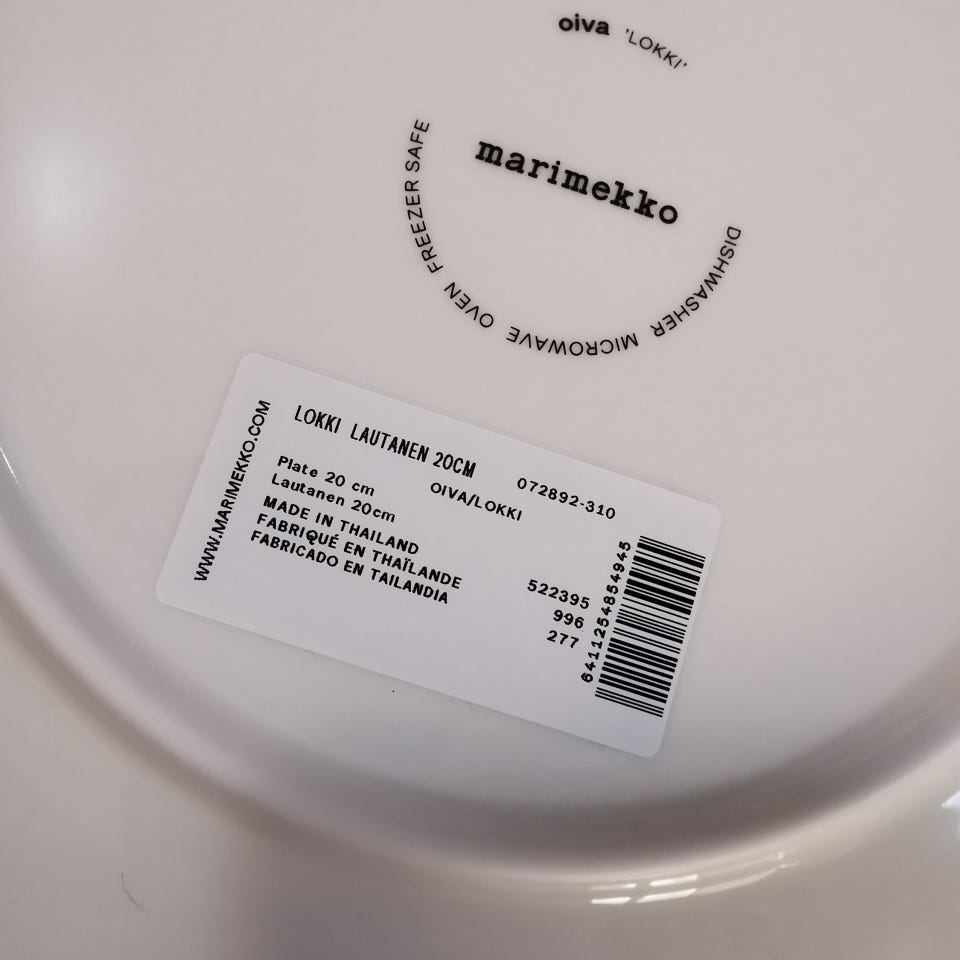 oiva 'LOKKI'
marimekko
DISHWASHER MICROWAVE OVEN FREEZER SAFE
WWW.MARIMEKKO.COM
LOKKI LAUTANEN 20CM
072892-310
Plate 20 cm
OIVA/LOKKI
Lautanen 20cm
MADE IN THAILAND
FABRIQUÉ EN THAÏLANDE
FABRICADO EN TAILANDIA
522395
996
277
6411254854945